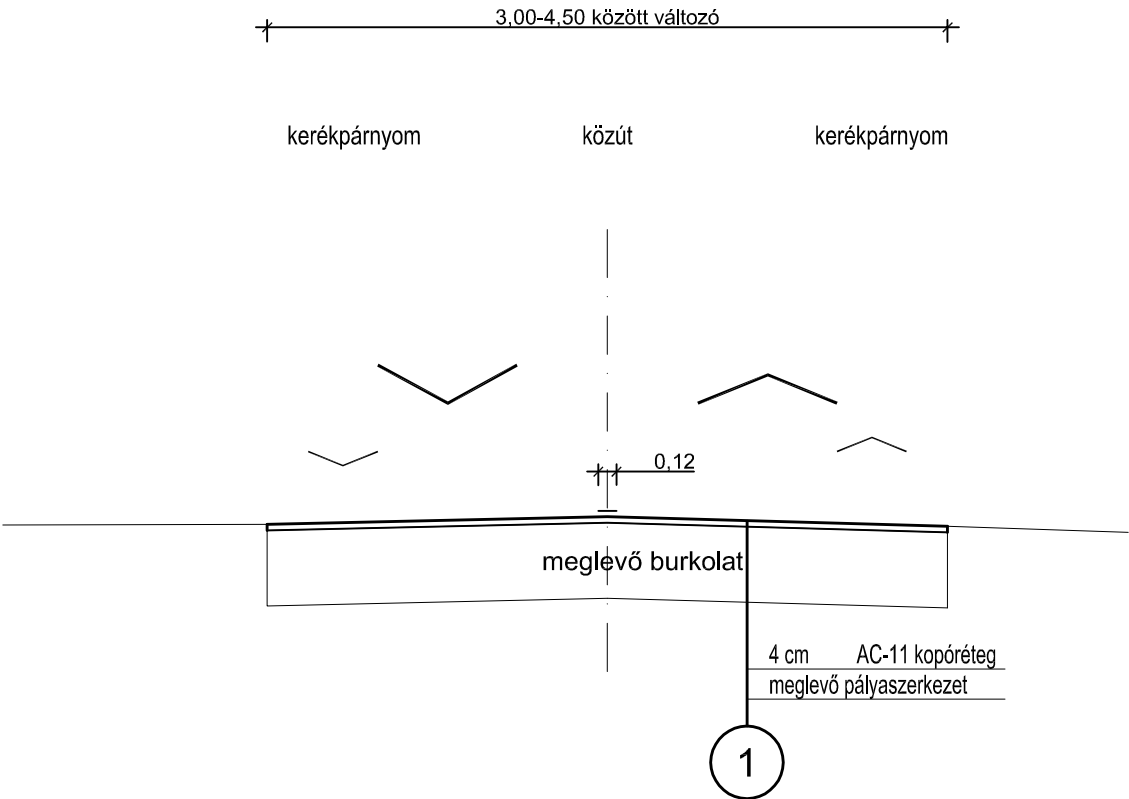 3,00-4,50 között változó
kerékpárnyom közút kerékpárnyom
0,12
meglevő burkolat
4 cm AC-11 kopóréteg
meglevő pályaszerkezet
1